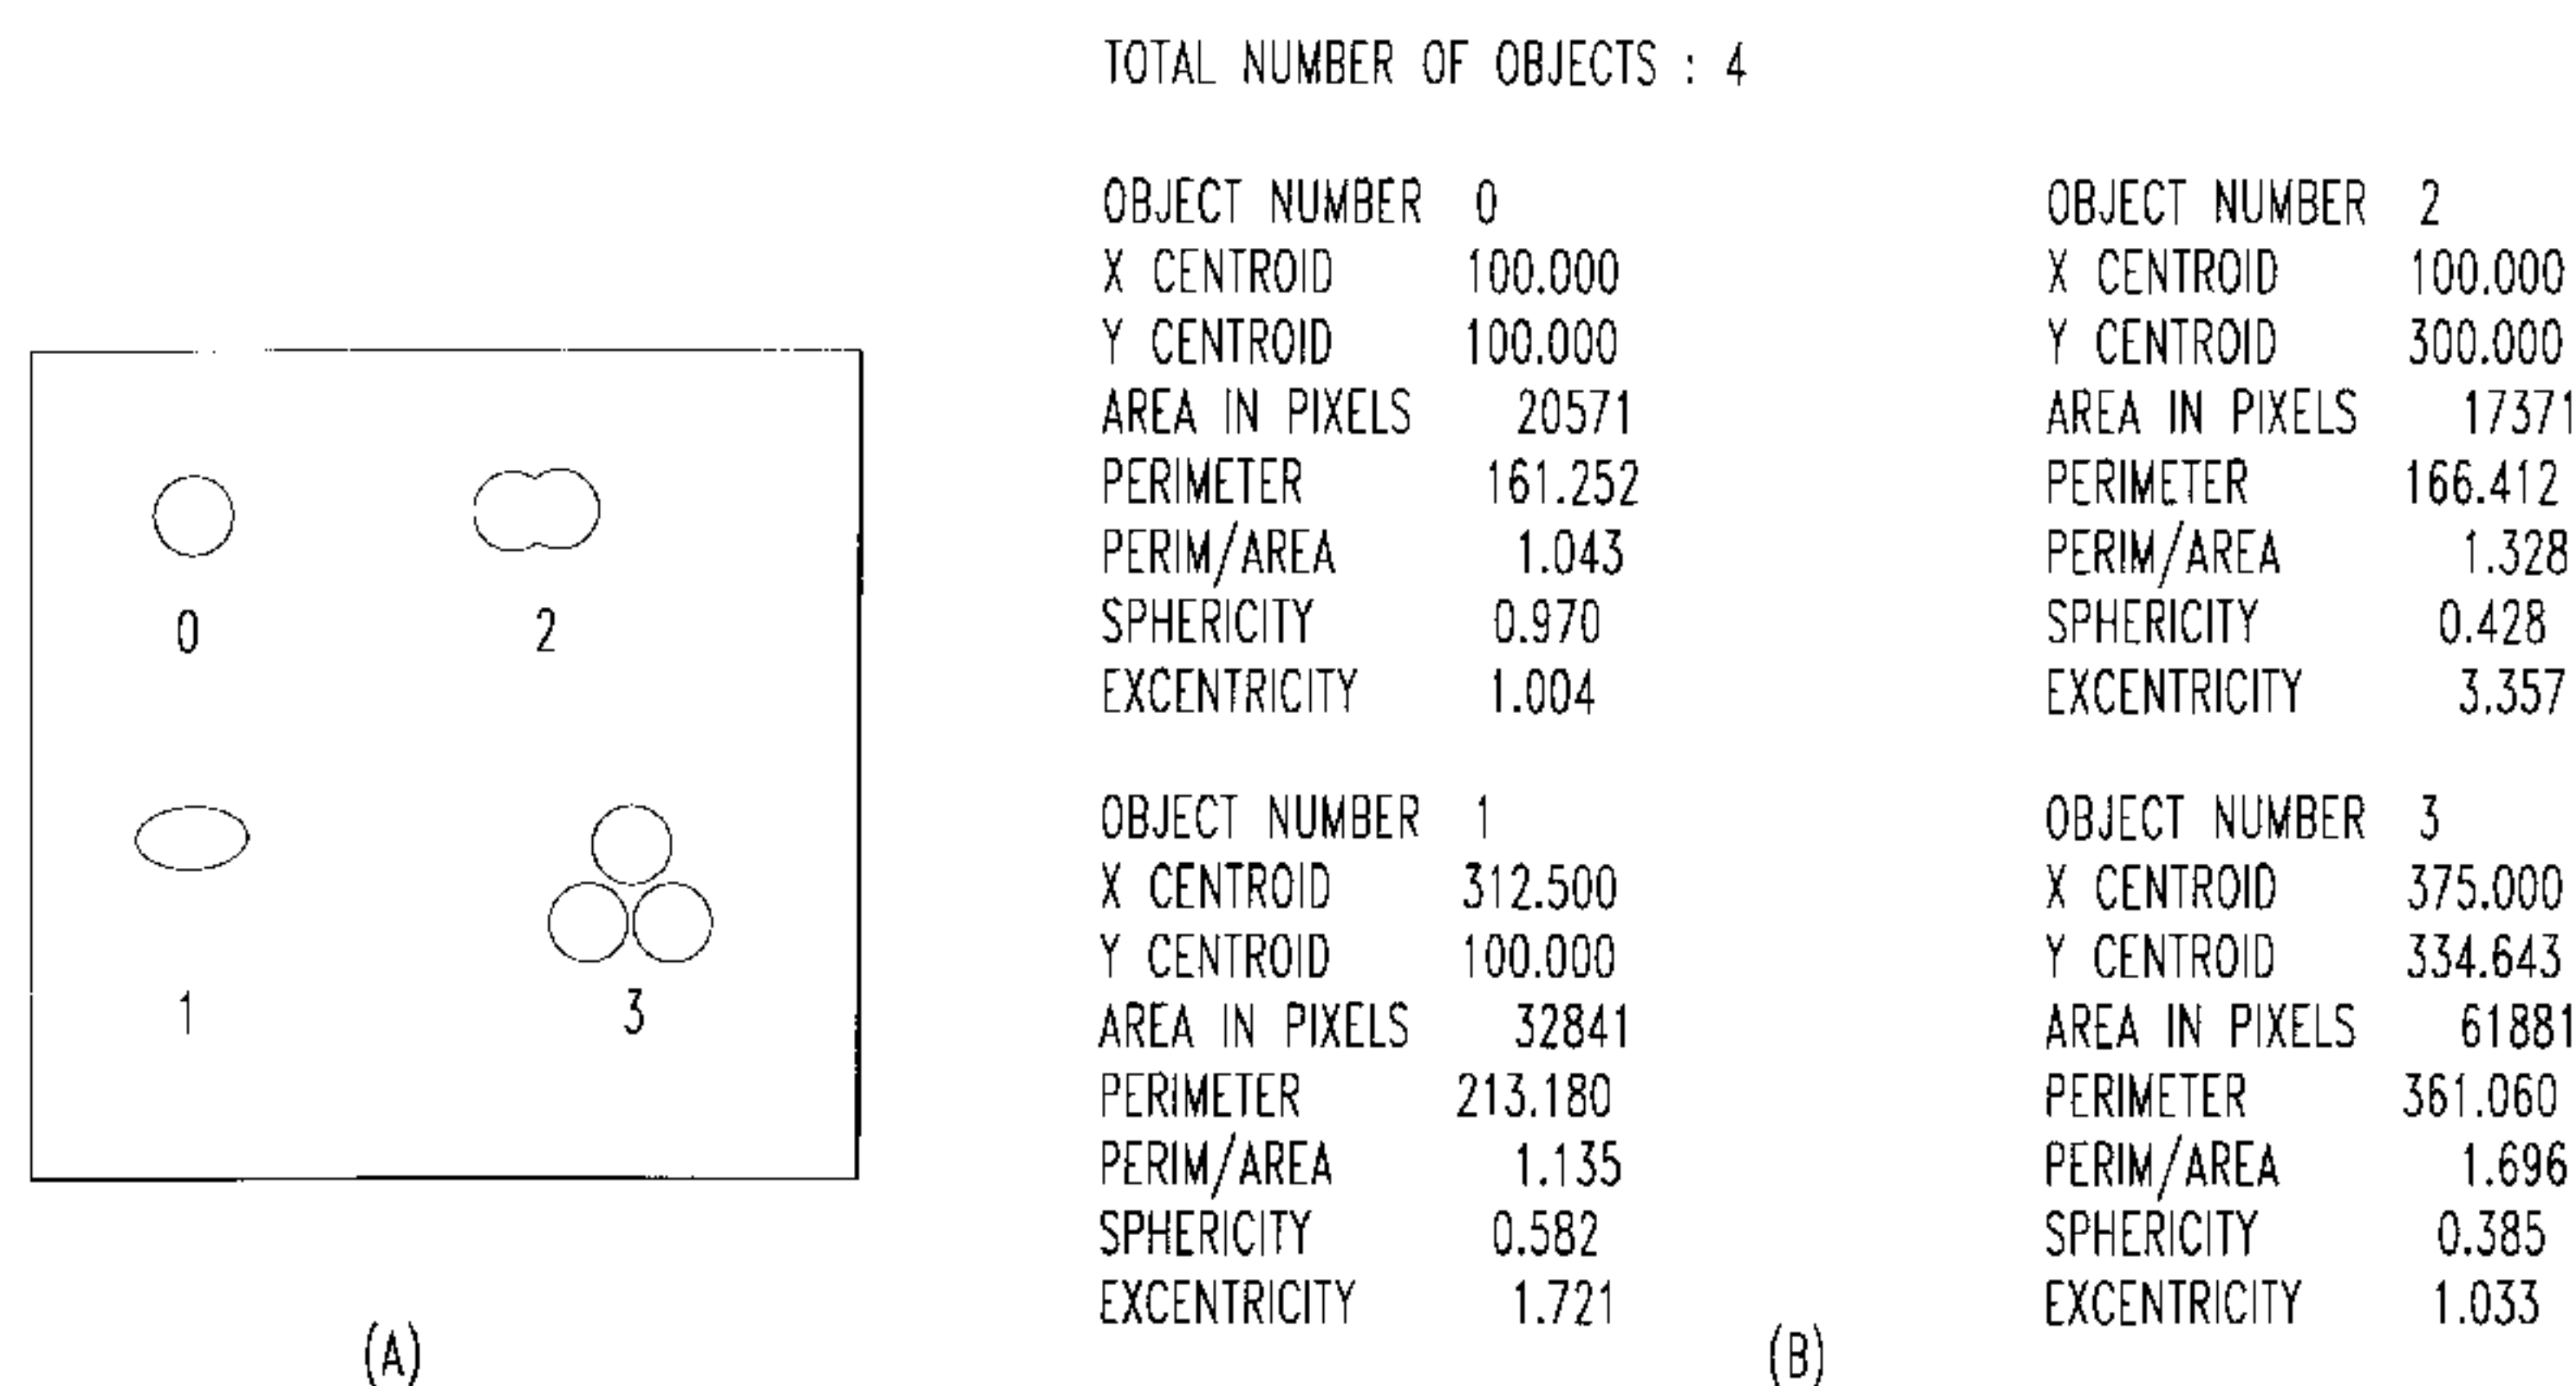 TOTAL NUMBER OF OBJECTS : 4
0
2
1
3
(A)
OBJECT NUMBER 0
X CENTROID 100.000
Y CENTROID 100.000
AREA IN PIXELS 20571
PERIMETER 161.252
PERIM/AREA 1.043
SPHERICITY 0.970
EXCENTRICITY 1.004
OBJECT NUMBER 1
X CENTROID 312.500
Y CENTROID 100.000
AREA IN PIXELS 32841
PERIMETER 213.180
PERIM/AREA 1.135
SPHERICITY 0.582
EXCENTRICITY 1.721
OBJECT NUMBER 2
X CENTROID 100.000
Y CENTROID 300.000
AREA IN PIXELS 17371
PERIMETER 166.412
PERIM/AREA 1.328
SPHERICITY 0.428
EXCENTRICITY 3.357
OBJECT NUMBER 3
X CENTROID 375.000
Y CENTROID 334.643
AREA IN PIXELS 61881
PERIMETER 361.060
PERIM/AREA 1.696
SPHERICITY 0.385
EXCENTRICITY 1.033
(B)